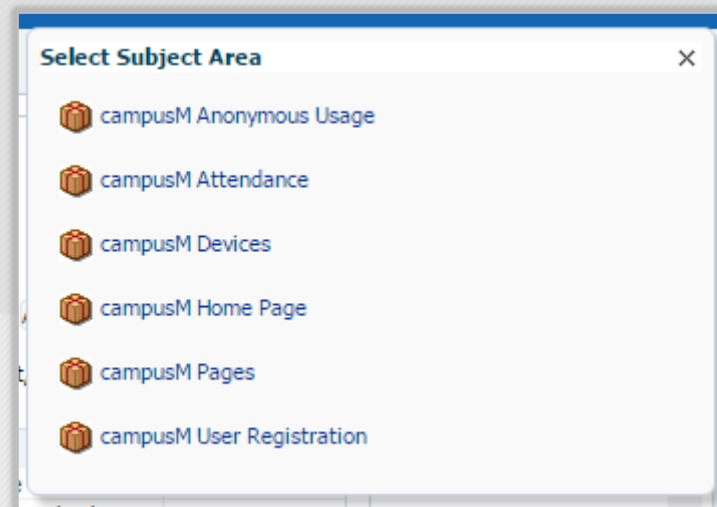 Select Subject Area
campusM Anonymous Usage
campusM Attendance
campusM Devices
campusM Home Page
campusM Pages
campusM User Registration